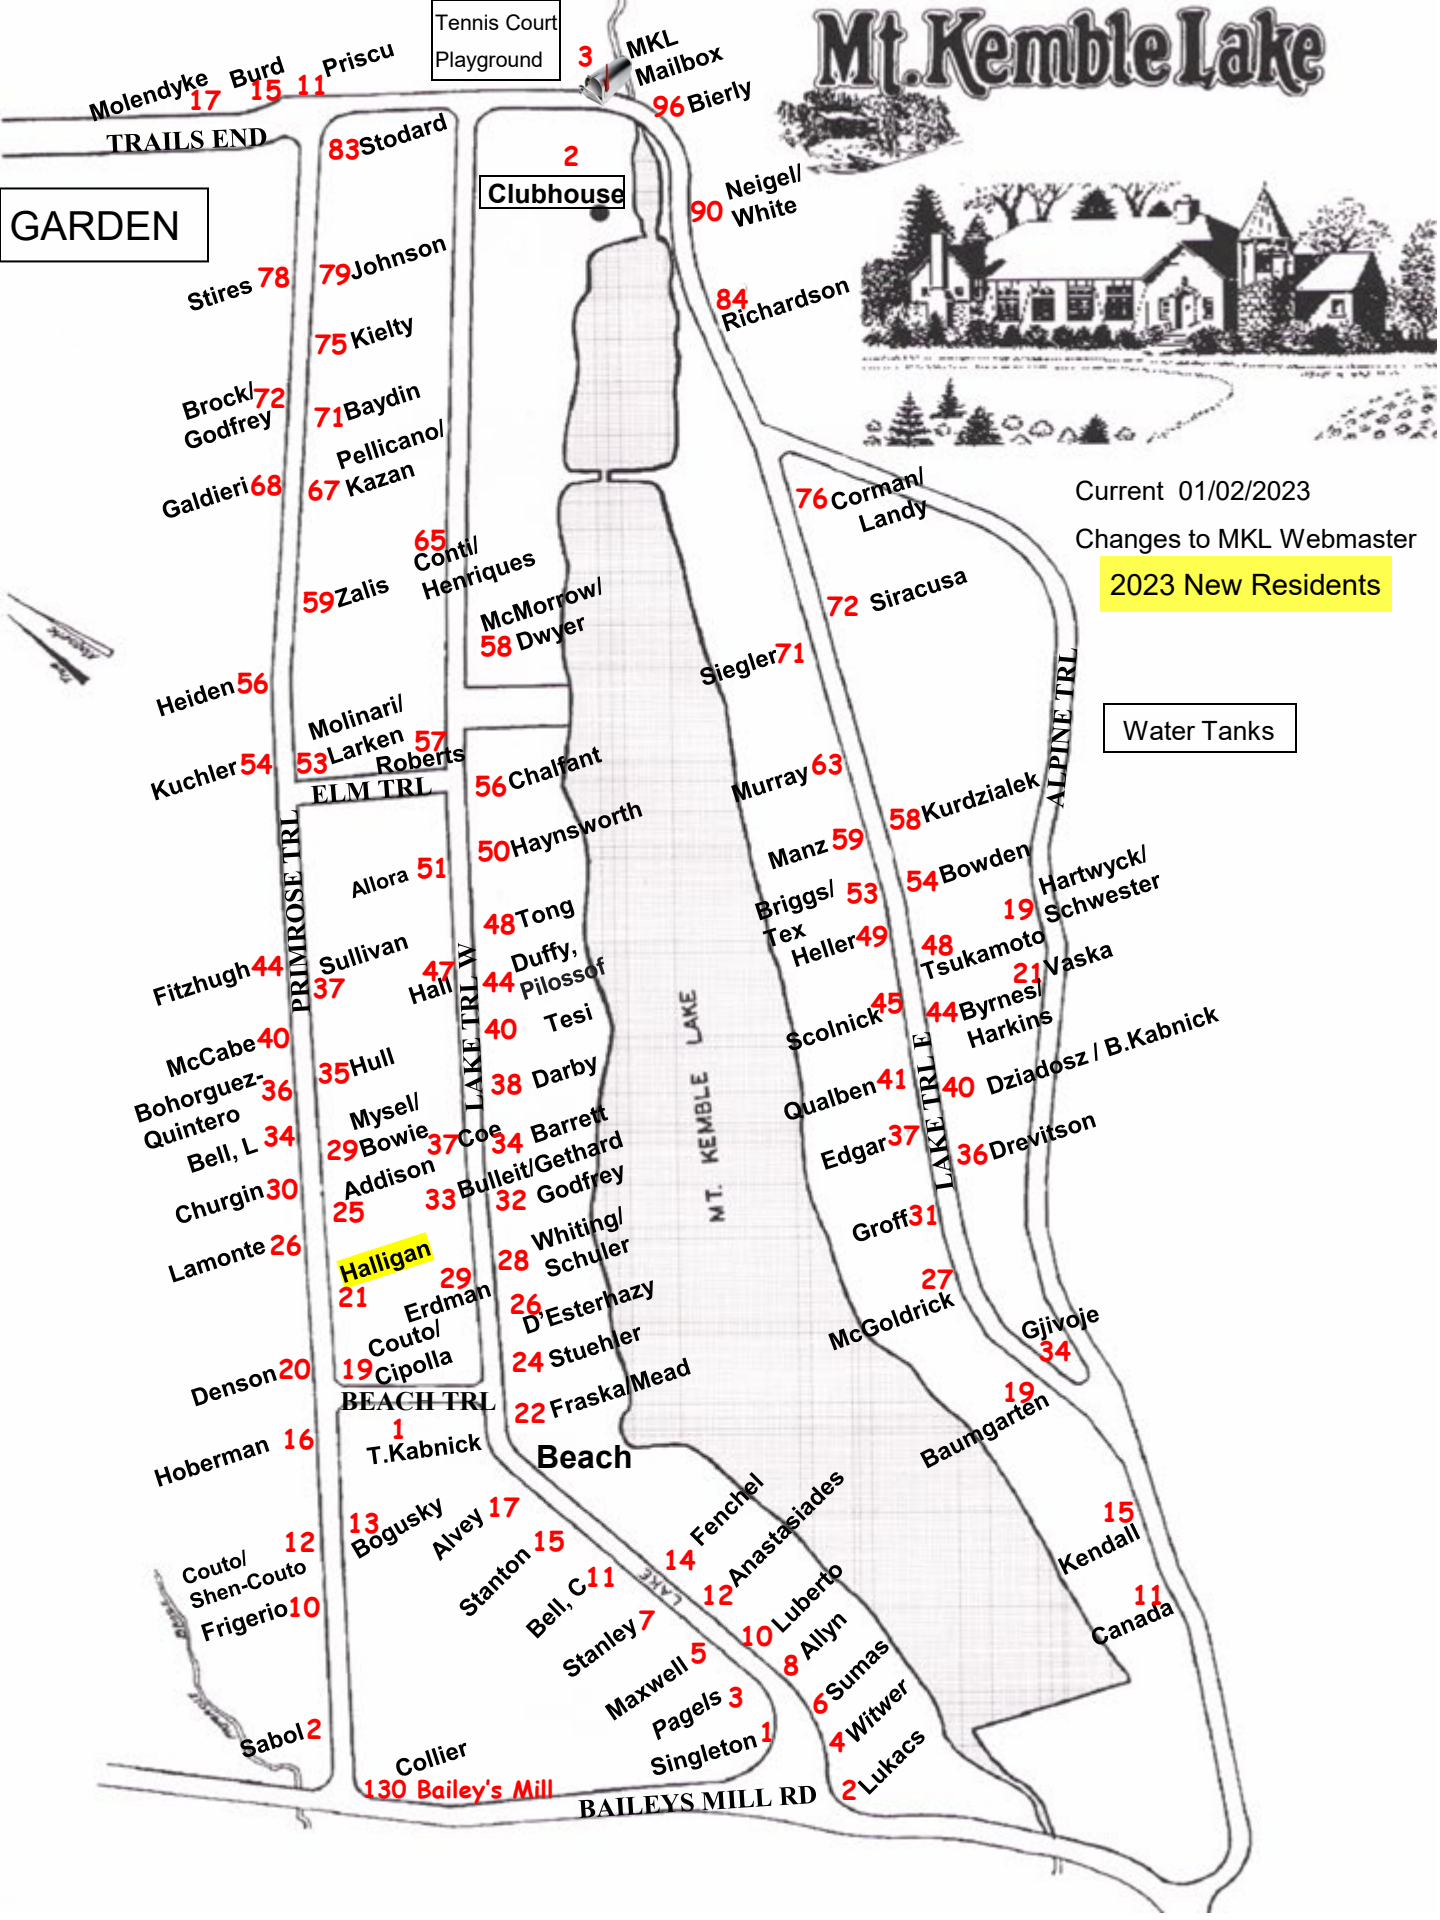 Mt. Kemble Lake
Tennis Court
Playground
3
MKL
Mailbox
Molendyke
17
Burd
15
Priscu
11
TRAILS END
83 Stodard
96 Bierly
2
Clubhouse
90 Neigel/
White
GARDEN
Stires 78
79 Johnson
84
Richardson
75 Kielty
Brock/ 72
Godfrey
71 Baydin
Pellicano/
67 Kazan
Galdieri 68
76 Corman/
Landy
Current 01/02/2023
Changes to MKL Webmaster
2023 New Residents
65
Conti/
Henriques
59 Zalis
McMorrow/
58 Dwyer
72 Siracusa
Siegler 71
Heiden 56
Molinari/
53 Larken
57
Roberts
Kuchler 54
ELM TRL
56 Chalfant
Murray 63
ALPINE TRL
Water Tanks
58 Kurdzialek
50 Haynsworth
Manz 59
PRIMROSE TRL
Allora 51
54 Bowden
Briggs/ 53
Tex
19 Hartwyck/
Schwester
48 Tong
Heller 49
48
Tsukamoto
Fitzhugh 44
Sullivan
37
47
Hall
LAKE TRL W
44 Duffy,
Pilossof
21 Vaska
40 Tesi
MT. KEMBLE LAKE
45
Scolnick
44 Byrnes/
Harkins
McCabe 40
35 Hull
38 Darby
LAKE TRL E
Qualben 41
40 Dziadosz / B.Kabnick
Bohorguez- 36
Quintero
Mysel/
29 Bowie
37 Coe
34 Barrett
Bell, L 34
Edgar 37
36 Drevitson
Addison
25
33 Bulleit/Gethard
32 Godfrey
Churgin 30
Groff 31
Lamonte 26
Halligan
21
29
Erdman
28 Whiting/
Schuler
27
McGoldrick
26
D'Esterhazy
Gjivoje
34
Denson 20
19 Couto/
Cipolla
24 Stuehler
BEACH TRL
22 Fraska/Mead
19
Baumgarten
1
T.Kabnick
Hoberman 16
Beach
13
Bogusky
Alvey 17
14 Fenchel
12 Anastasiades
15
Kendall
12
Couto/
Shen-Couto
Stanton 15
Bell, C 11
LAKE
10 Luberto
11
Canada
Frigerio 10
Stanley 7
8 Allyn
Maxwell 5
6 Sumas
Pagels 3
4 Witwer
Sabol 2
Singleton 1
2 Lukacs
Collier
130 Bailey's Mill
BAILEYS MILL RD